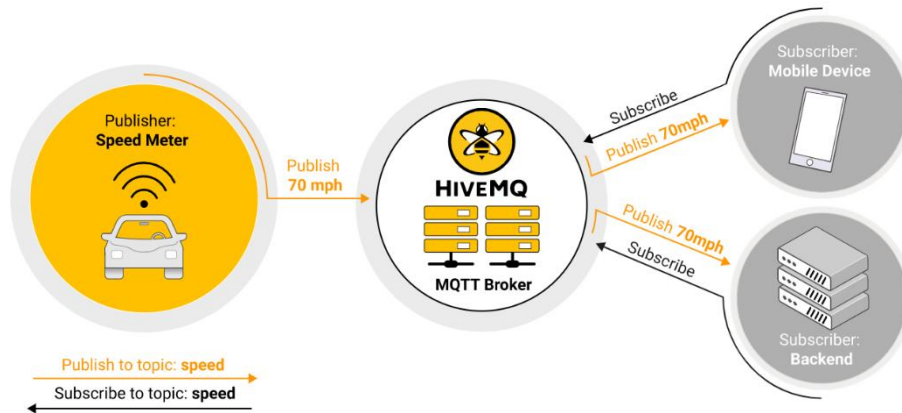 Publisher:
Speed Meter
Publish
70 mph
HIVEMQ
MQTT Broker
Subscribe
Publish 70mph
Subscriber:
Mobile Device
Publish 70mph
Subscribe
Subscriber:
Backend
Publish to topic: speed
Subscribe to topic: speed